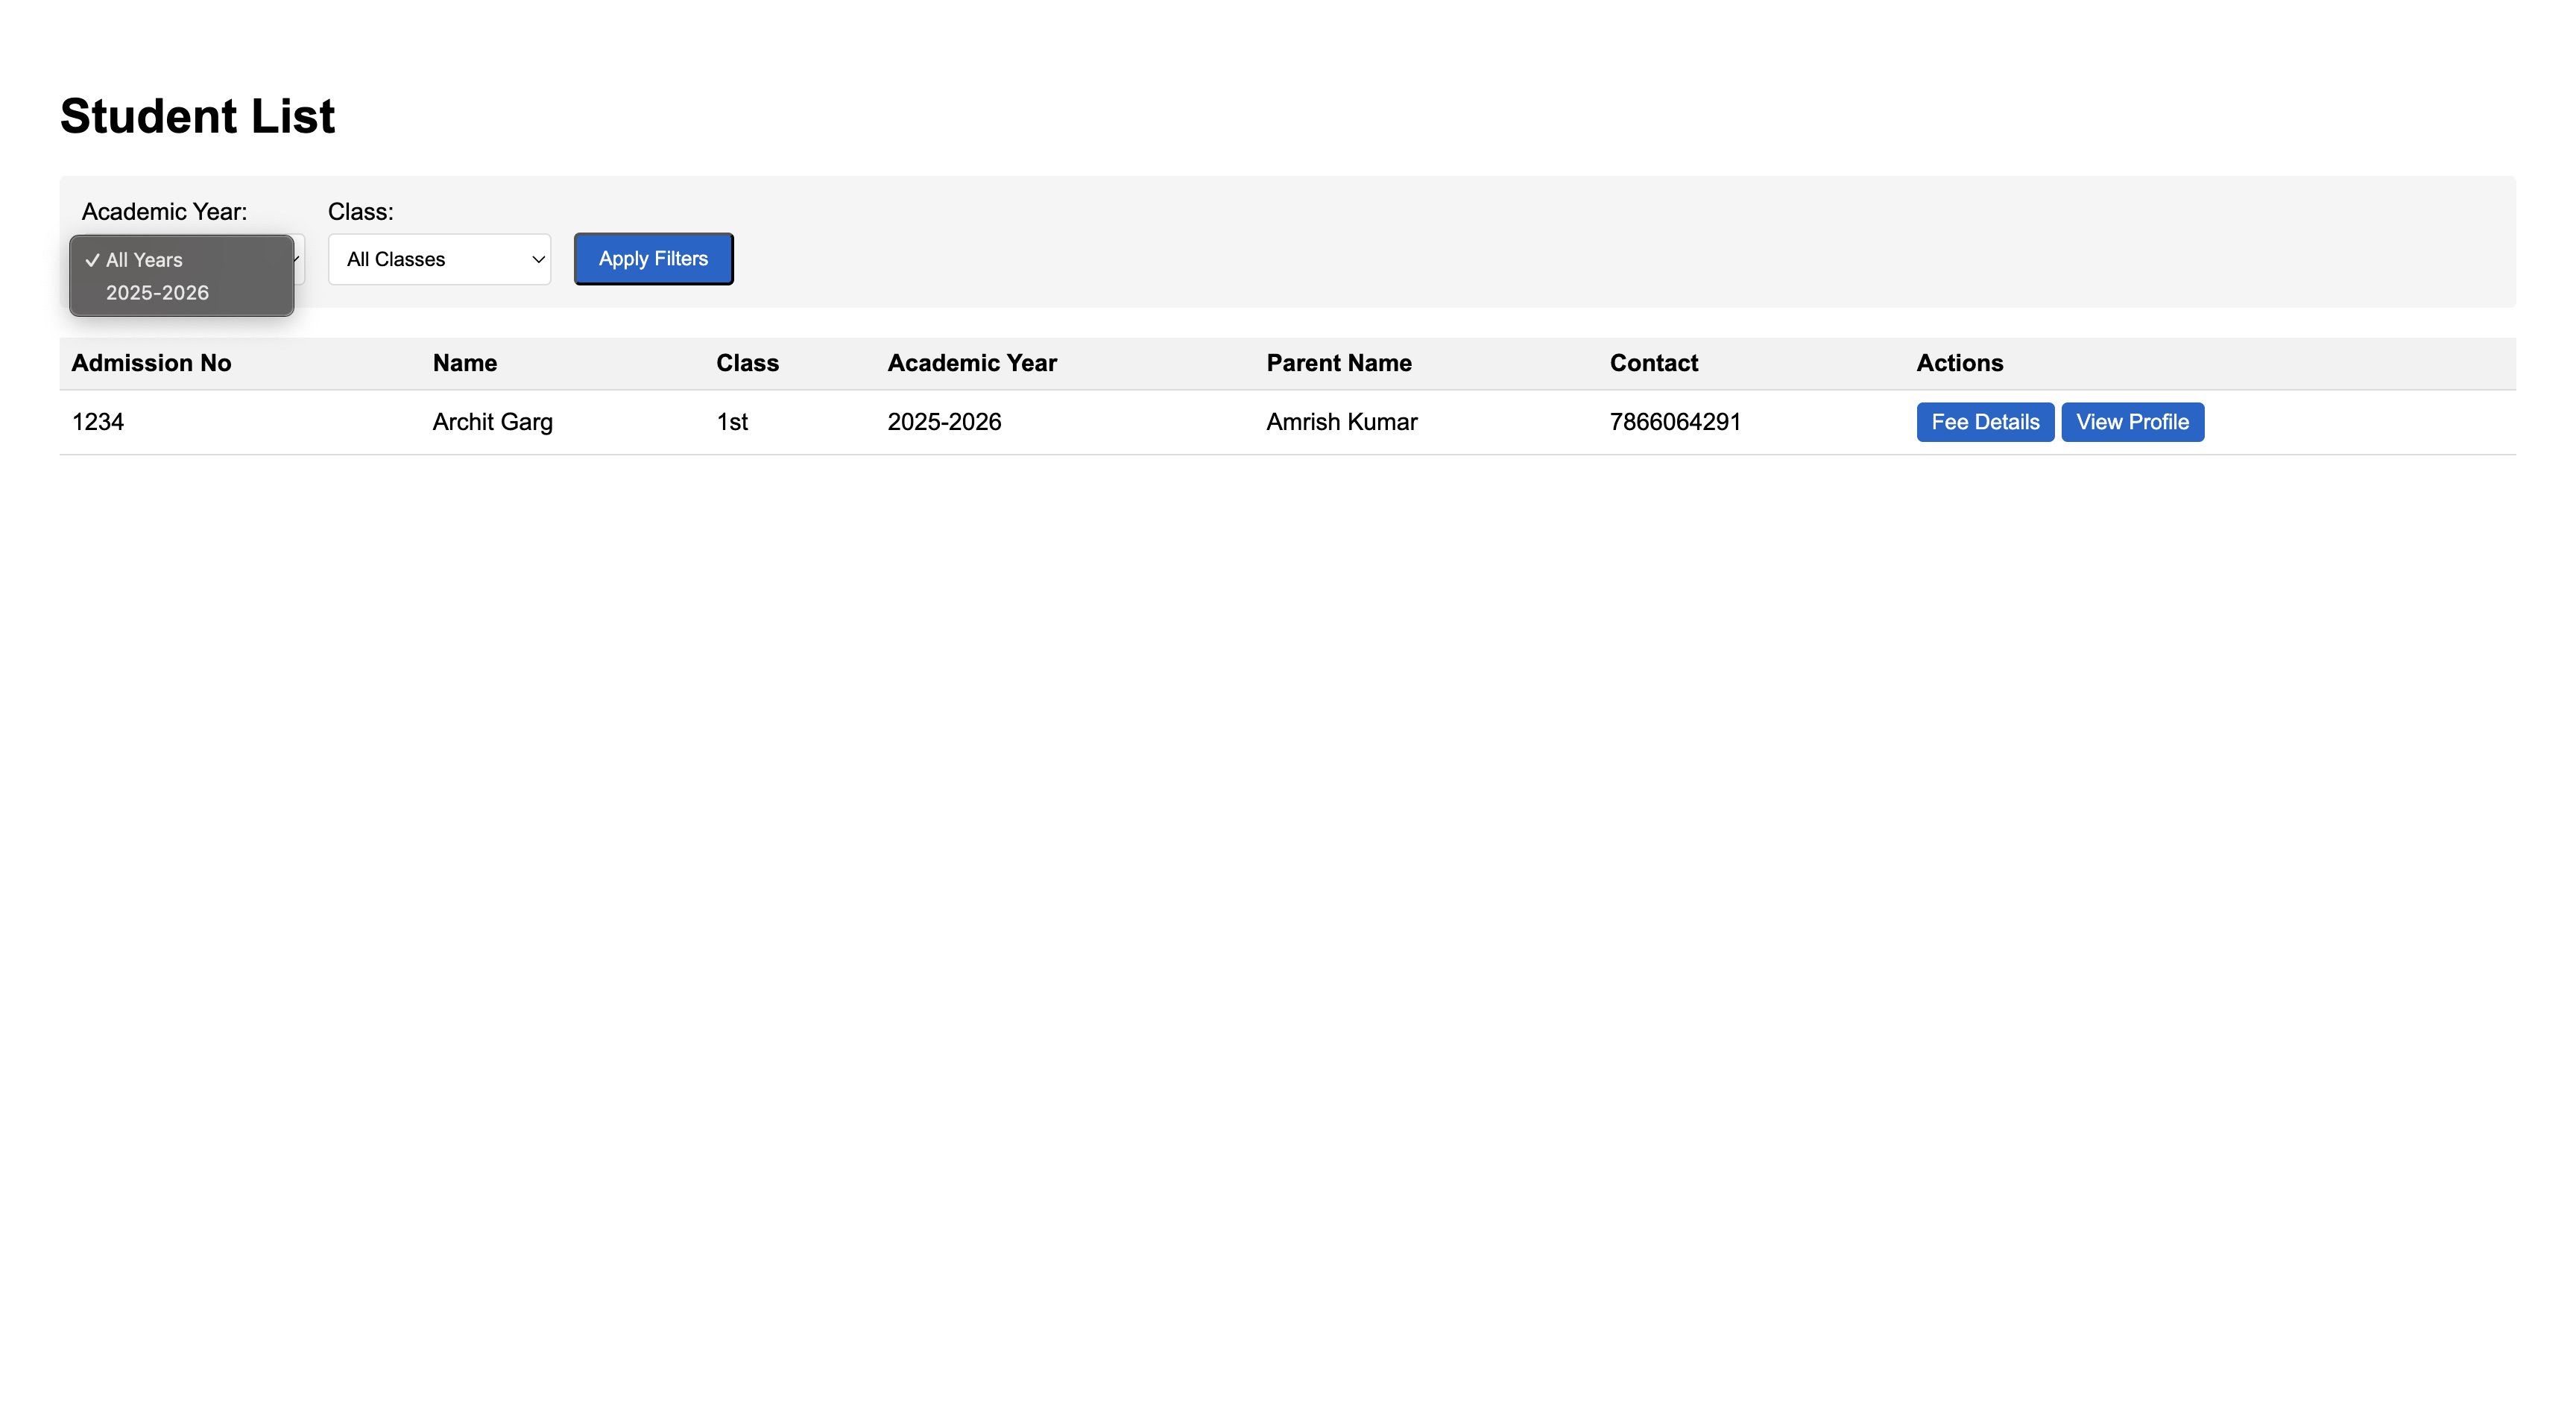 Student List
Academic Year: Class:
✓ All Years All Classes Apply Filters
2025-2026
Admission No Name Class Academic Year Parent Name Contact Actions
1234 Archit Garg 1st 2025-2026 Amrish Kumar 7866064291 Fee Details View Profile